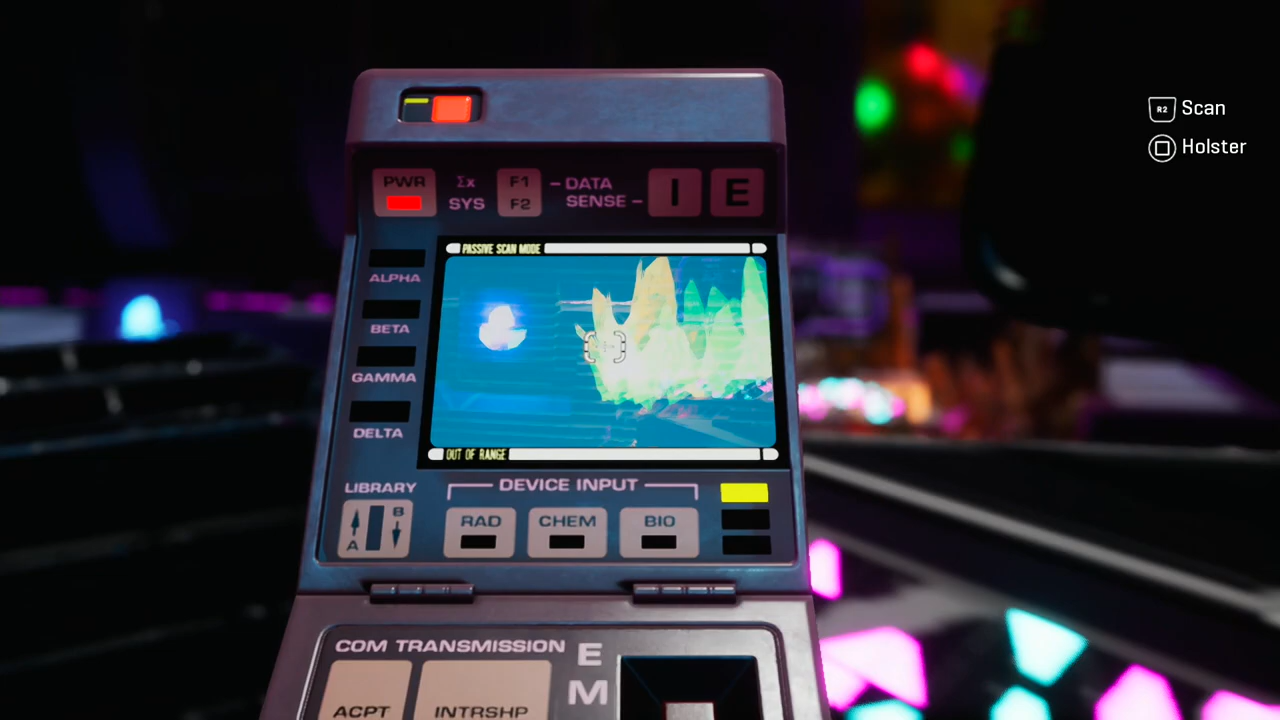 R2 Scan
Holster
PWR Σx F1 – DATA I E
SYS F2 SENSE –
PASSIVE SCAN MODE
ALPHA
BETA
GAMMA
DELTA
OUT OF RANGE
LIBRARY DEVICE INPUT
B RAD CHEM BIO
A
COM TRANSMISSION E
M
ACPT INTRSHP